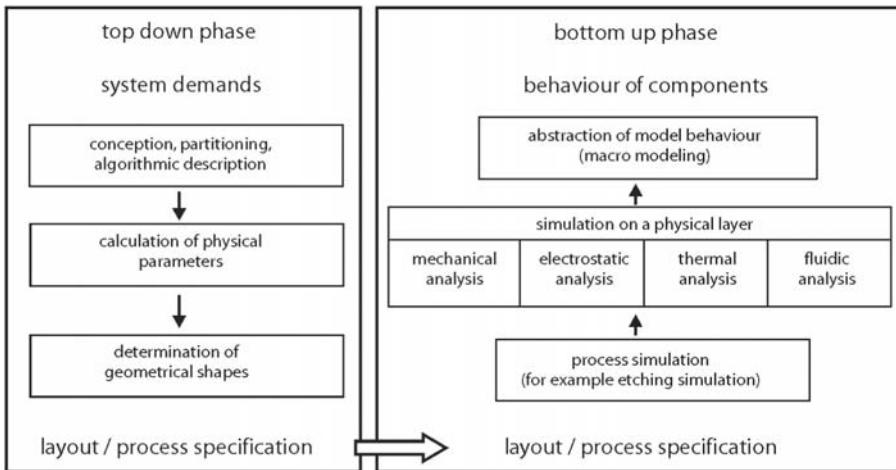 top down phase
system demands
conception, partitioning,
algorithmic description
calculation of physical
parameters
determination of
geometrical shapes
layout / process specification
bottom up phase
behaviour of components
abstraction of model behaviour
(macro modeling)
simulation on a physical layer
mechanical
analysis
electrostatic
analysis
thermal
analysis
fluidic
analysis
process simulation
(for example etching simulation)
layout / process specification